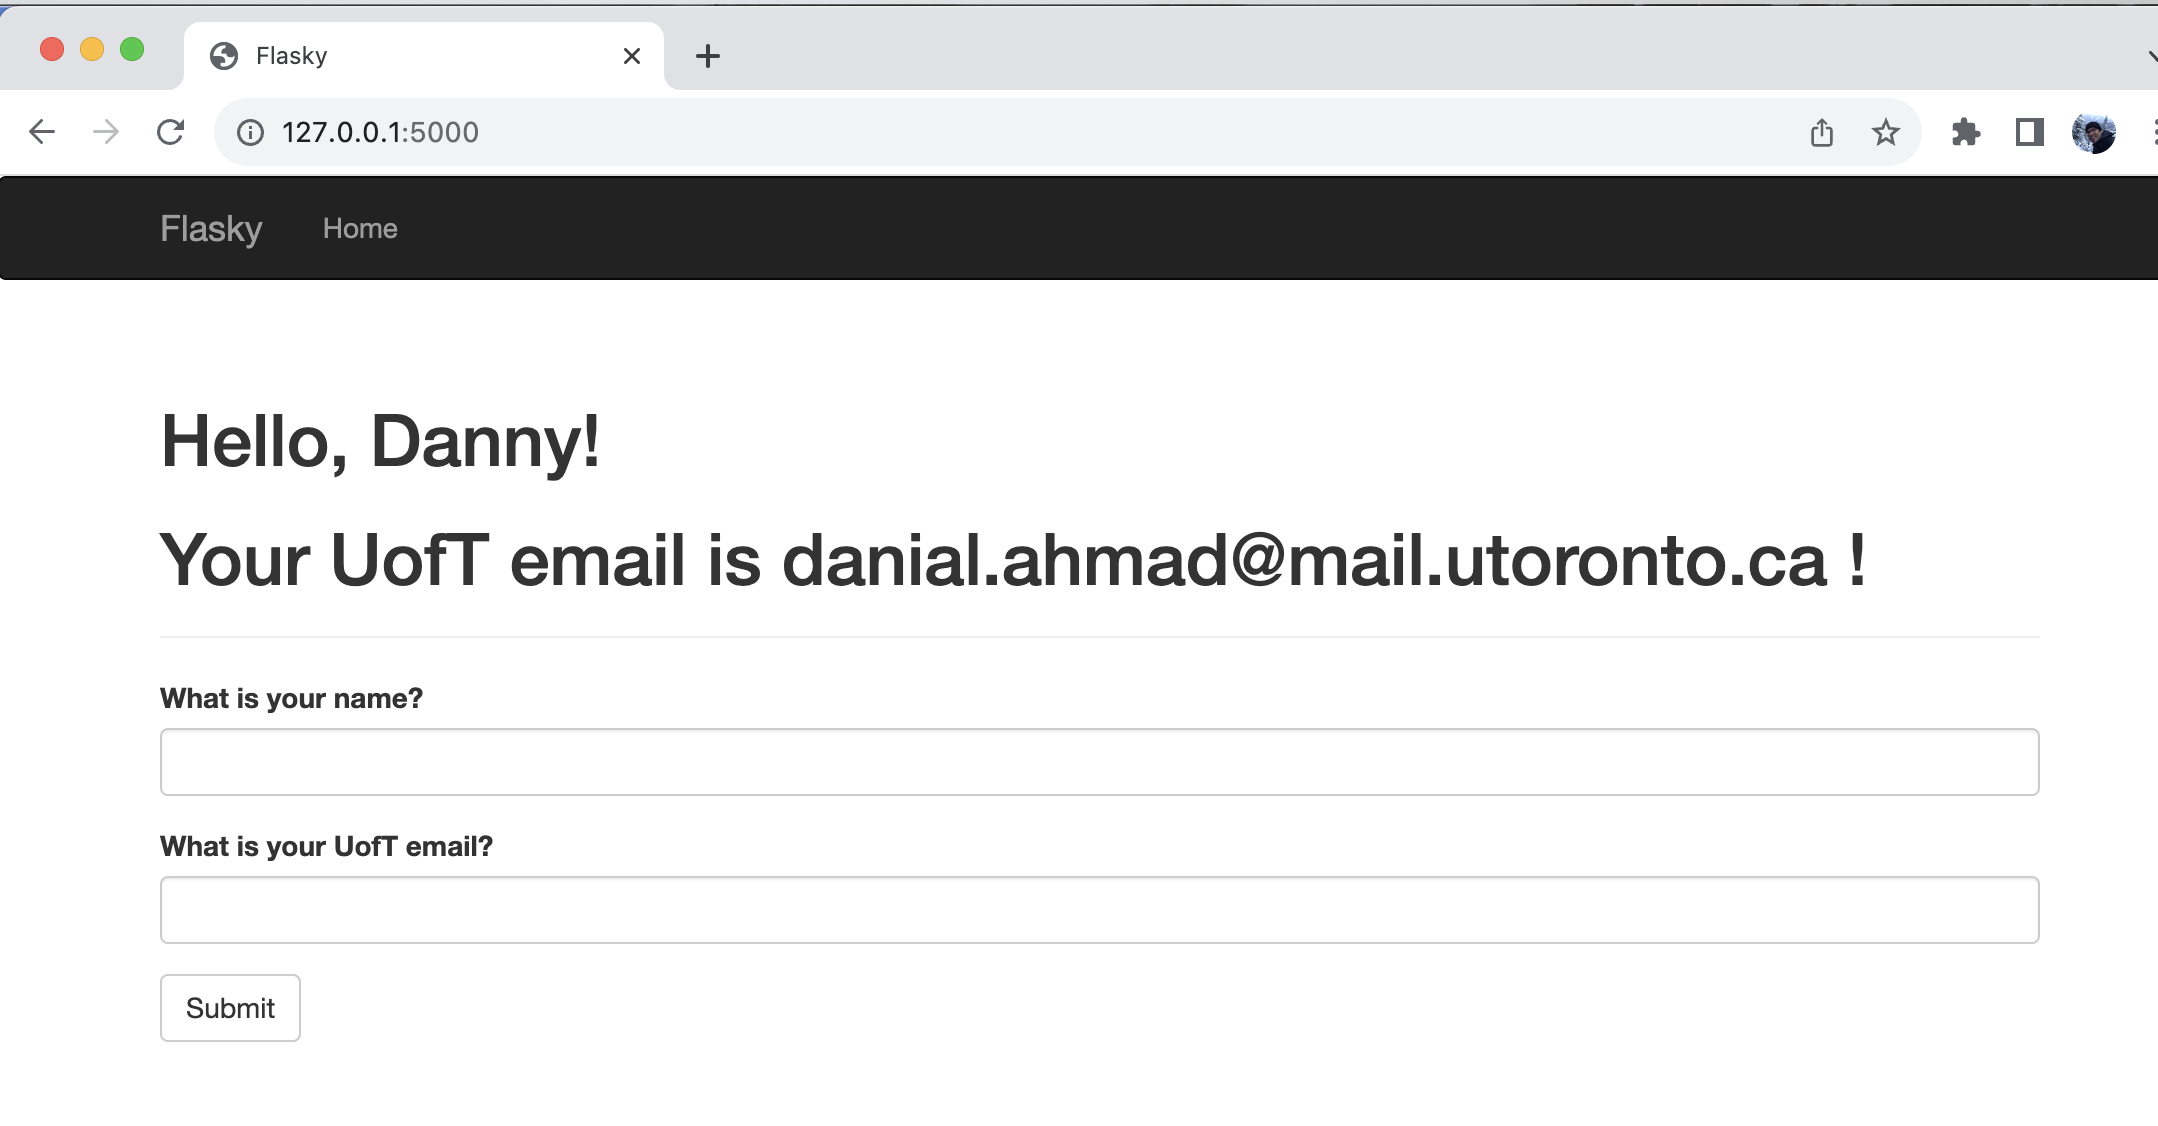 Flasky
127.0.0.1:5000
Flasky Home
Hello, Danny!
Your UofT email is danial.ahmad@mail.utoronto.ca !
What is your name?
What is your UofT email?
Submit